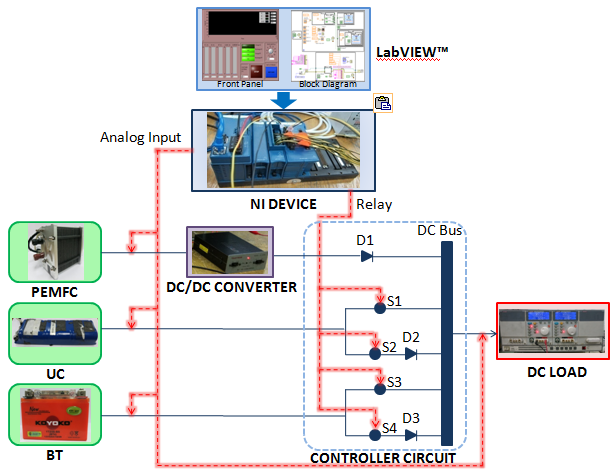 LabVIEW™
Front Panel
Block Diagram
Analog Input
NI DEVICE
Relay
DC Bus
D1
PEMFC
DC/DC CONVERTER
S1
S2
D2
UC
DC LOAD
S3
KOYOKO
S4
D3
BT
CONTROLLER CIRCUIT